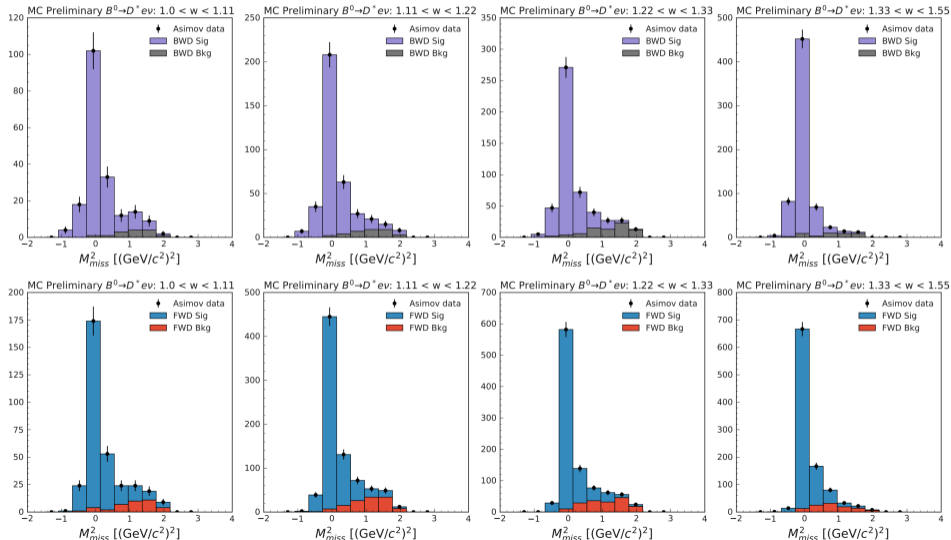 MC Preliminary B⁰→D*eν: 1.0 < w < 1.11
120
100
80
60
40
20
0
Asimov data
BWD Sig
BWD Bkg
−2 −1 0 1 2 3 4
M²miss [(GeV/c²)²]
MC Preliminary B⁰→D*eν: 1.11 < w < 1.22
250
200
150
100
50
0
Asimov data
BWD Sig
BWD Bkg
−2 −1 0 1 2 3 4
M²miss [(GeV/c²)²]
MC Preliminary B⁰→D*eν: 1.22 < w < 1.33
350
300
250
200
150
100
50
0
Asimov data
BWD Sig
BWD Bkg
−2 −1 0 1 2 3 4
M²miss [(GeV/c²)²]
MC Preliminary B⁰→D*eν: 1.33 < w < 1.55
500
400
300
200
100
0
Asimov data
BWD Sig
BWD Bkg
−2 −1 0 1 2 3 4
M²miss [(GeV/c²)²]
MC Preliminary B⁰→D*eν: 1.0 < w < 1.11
200
175
150
125
100
75
50
25
0
Asimov data
FWD Sig
FWD Bkg
−2 −1 0 1 2 3 4
M²miss [(GeV/c²)²]
MC Preliminary B⁰→D*eν: 1.11 < w < 1.22
500
400
300
200
100
0
Asimov data
FWD Sig
FWD Bkg
−2 −1 0 1 2 3 4
M²miss [(GeV/c²)²]
MC Preliminary B⁰→D*eν: 1.22 < w < 1.33
700
600
500
400
300
200
100
0
Asimov data
FWD Sig
FWD Bkg
−2 −1 0 1 2 3 4
M²miss [(GeV/c²)²]
MC Preliminary B⁰→D*eν: 1.33 < w < 1.55
800
700
600
500
400
300
200
100
0
Asimov data
FWD Sig
FWD Bkg
−2 −1 0 1 2 3 4
M²miss [(GeV/c²)²]